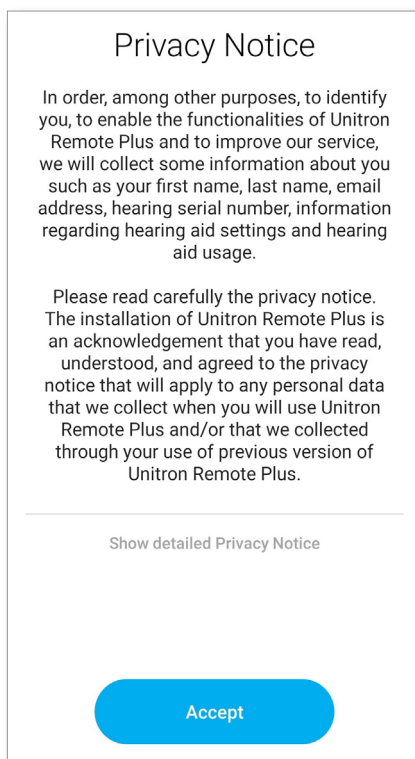 Privacy Notice
In order, among other purposes, to identify
you, to enable the functionalities of Unitron
Remote Plus and to improve our service,
we will collect some information about you
such as your first name, last name, email
address, hearing serial number, information
regarding hearing aid settings and hearing
aid usage.
Please read carefully the privacy notice.
The installation of Unitron Remote Plus is
an acknowledgement that you have read,
understood, and agreed to the privacy
notice that will apply to any personal data
that we collect when you will use Unitron
Remote Plus and/or that we collected
through your use of previous version of
Unitron Remote Plus.
Show detailed Privacy Notice
Accept